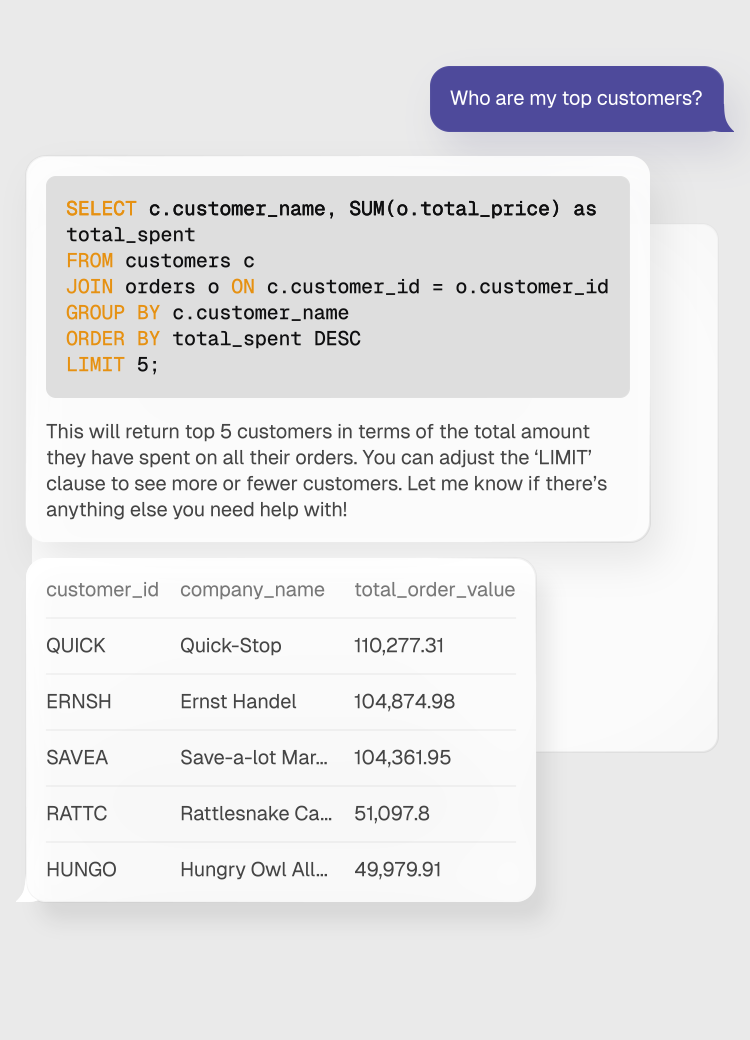 Who are my top customers?
SELECT c.customer_name, SUM(o.total_price) as
total_spent
FROM customers c
JOIN orders o ON c.customer_id = o.customer_id
GROUP BY c.customer_name
ORDER BY total_spent DESC
LIMIT 5;
This will return top 5 customers in terms of the total amount
they have spent on all their orders. You can adjust the ‘LIMIT’
clause to see more or fewer customers. Let me know if there’s
anything else you need help with!
customer_id company_name total_order_value
QUICK Quick-Stop 110,277.31
ERNSH Ernst Handel 104,874.98
SAVEA Save-a-lot Mar... 104,361.95
RATTC Rattlesnake Ca... 51,097.8
HUNGO Hungry Owl All... 49,979.91